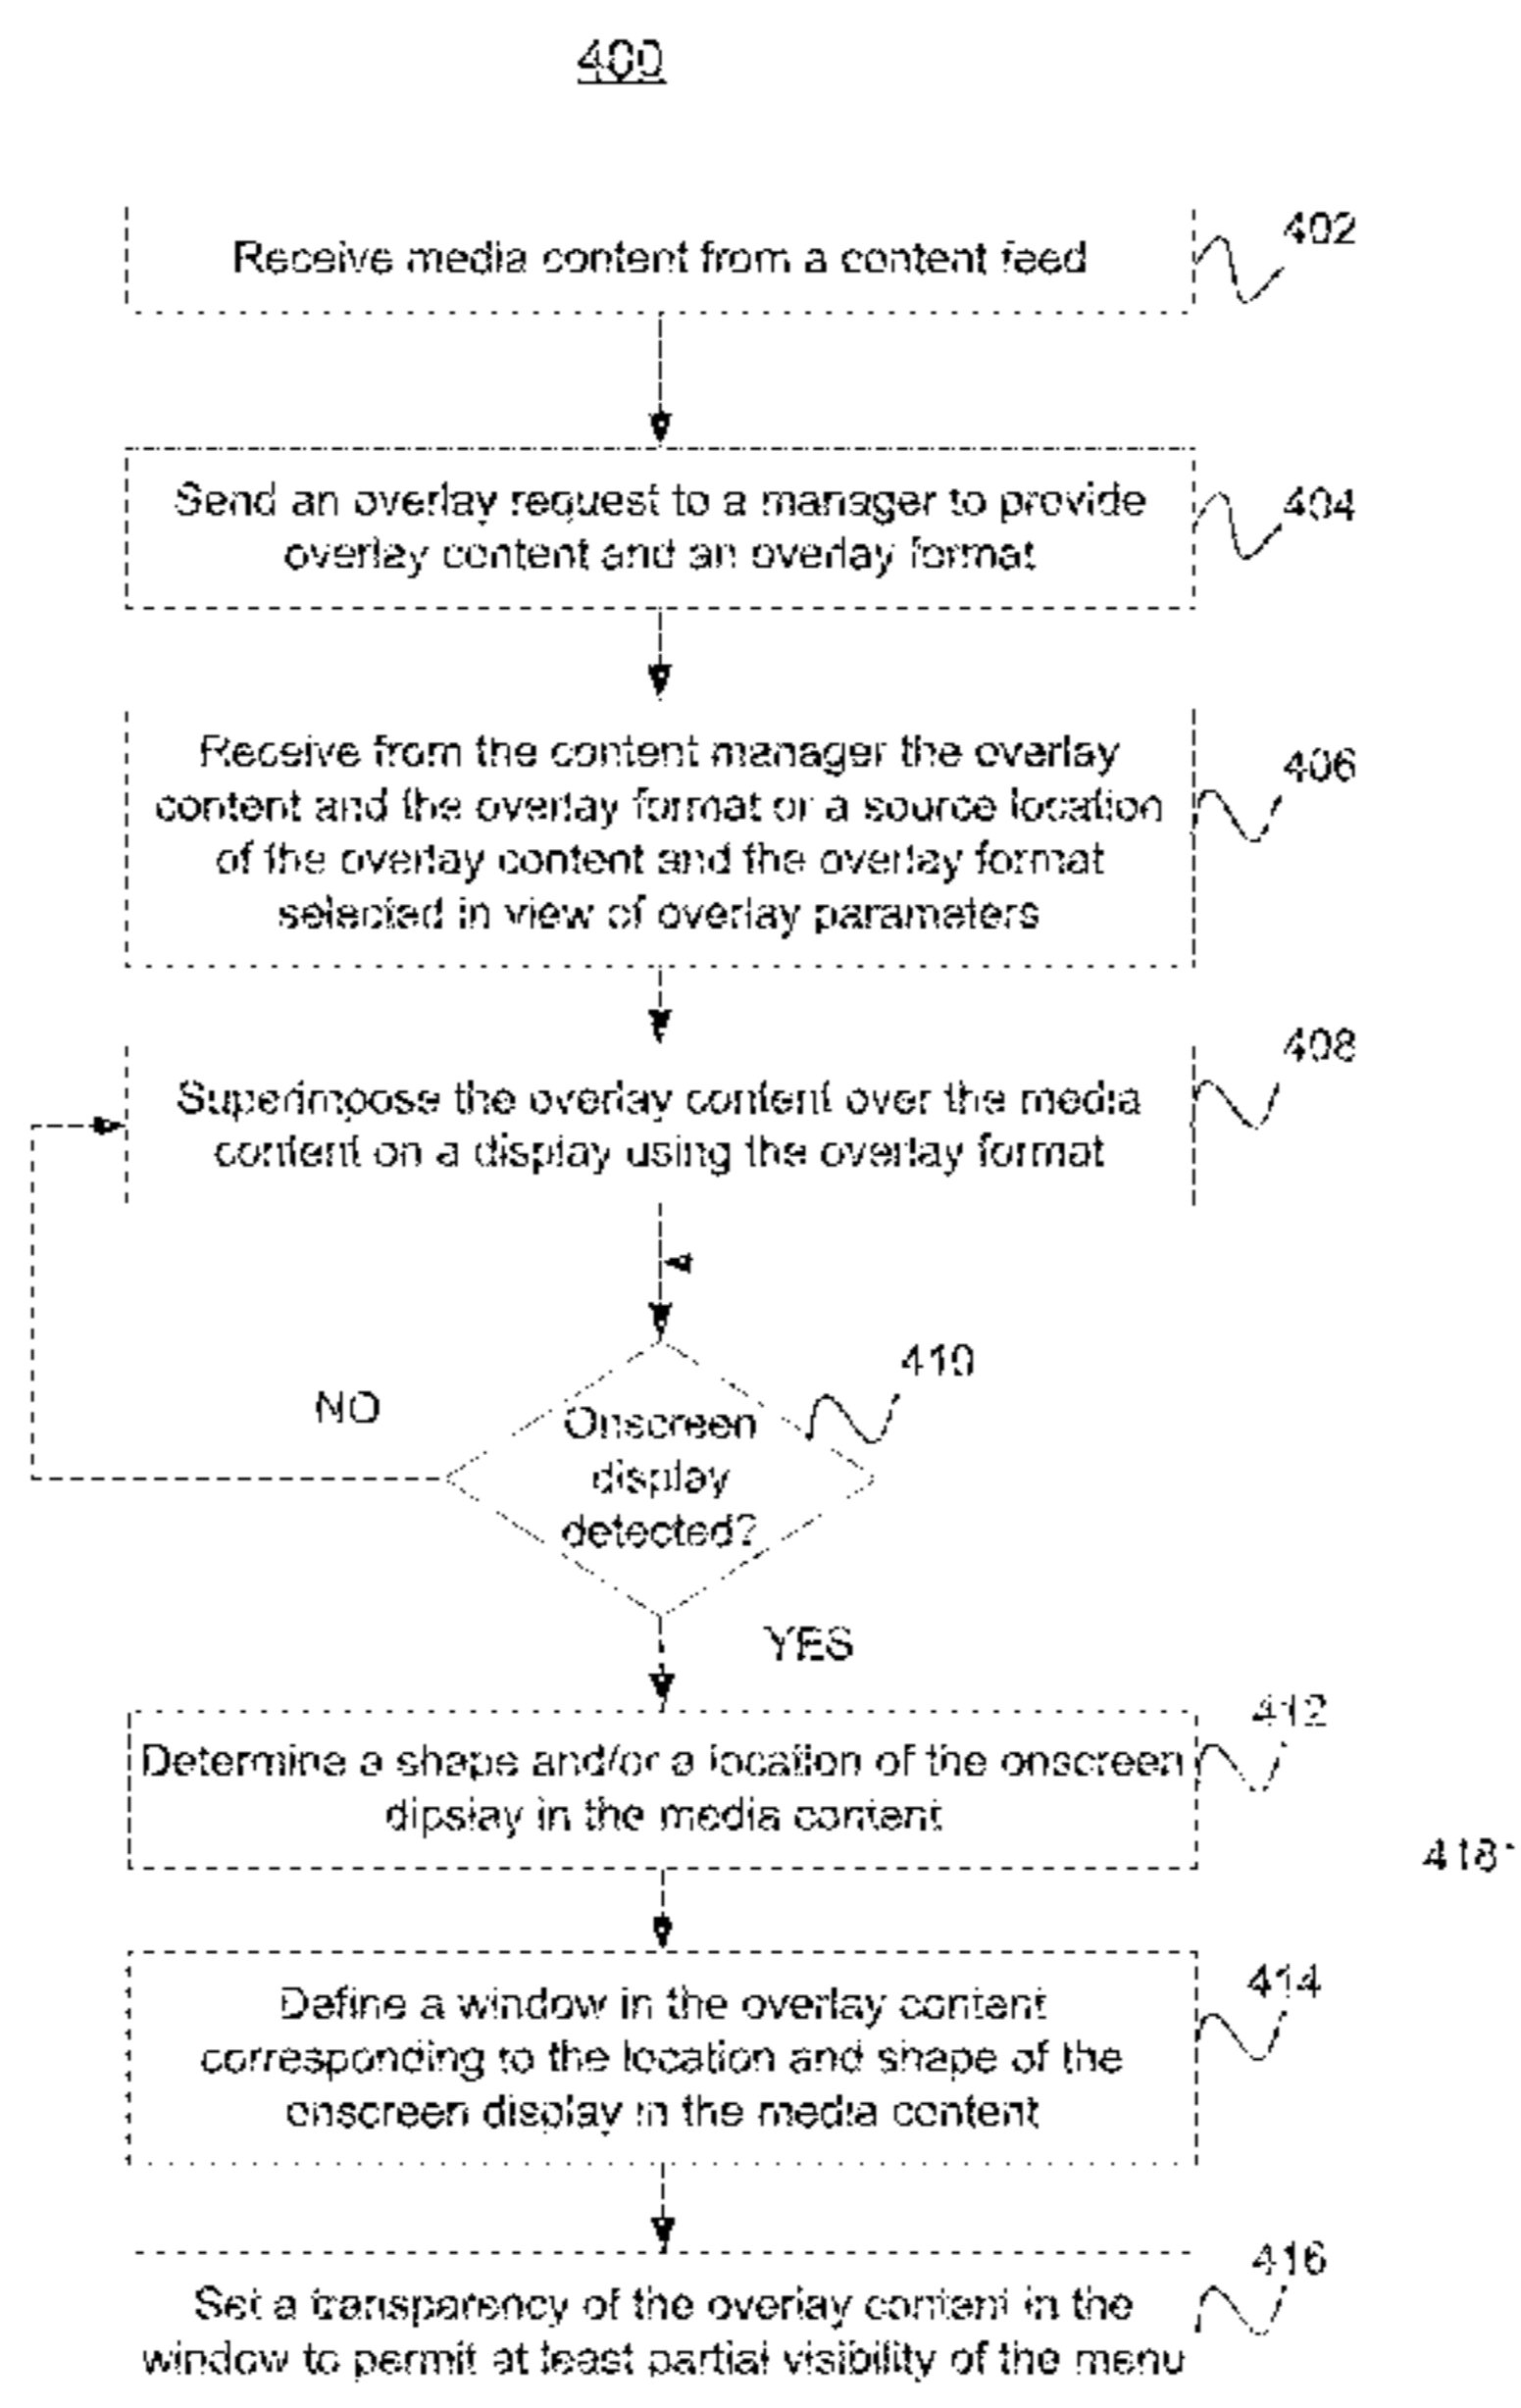 400
Receive media content from a content feed
402
Send an overlay request to a manager to provide
overlay content and an overlay format
404
Receive from the content manager the overlay
content and the overlay format or a source location
of the overlay content and the overlay format
selected in view of overlay parameters
406
Superimpose the overlay content over the media
content on a display using the overlay format
408
Onscreen
display
detected?
410
NO
YES
Determine a shape and/or a location of the onscreen
dipslay in the media content
412
418
Define a window in the overlay content
corresponding to the location and shape of the
onscreen display in the media content
414
Set a transparency of the overlay content in the
window to permit at least partial visibility of the menu
416